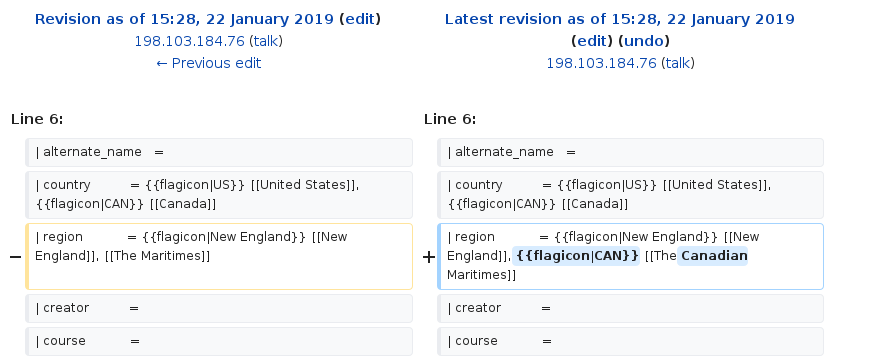 Revision as of 15:28, 22 January 2019 (edit)
198.103.184.76 (talk)
← Previous edit
Latest revision as of 15:28, 22 January 2019
(edit) (undo)
198.103.184.76 (talk)
Line 6:
Line 6:
| alternate_name =
| alternate_name =
| country = {{flagicon|US}} [[United States]],
{{flagicon|CAN}} [[Canada]]
| country = {{flagicon|US}} [[United States]],
{{flagicon|CAN}} [[Canada]]
− | region = {{flagicon|New England}} [[New
England]], [[The Maritimes]]
+ | region = {{flagicon|New England}} [[New
England]], {{flagicon|CAN}} [[The Canadian
Maritimes]]
| creator =
| creator =
| course =
| course =